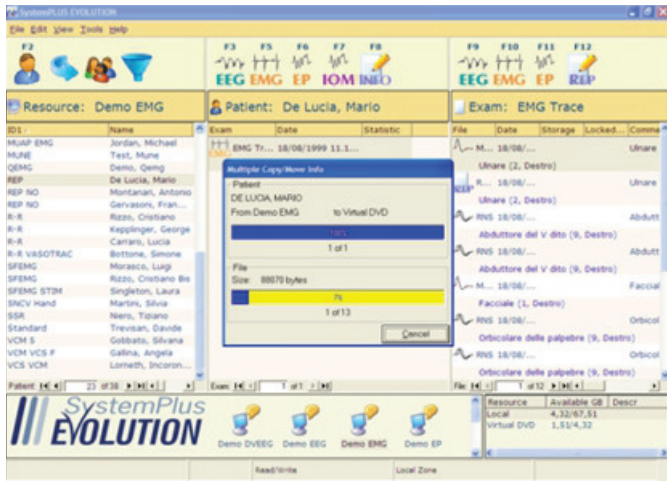 SystemPLUS EVOLUTION
File Edit View Tools Help
F2 F3 F5 F6 F7 F8 F9 F10 F11 F12
EEG EMG EP IOM INFO EEG EMG EP REP
Resource: Demo EMG
Patient: De Lucia, Mario
Exam: EMG Trace
ID1 Name
MUAP EMG Jordan, Michael
MUNE Test, Mune
QEMG Demo, Qemg
REP De Lucia, Mario
REP NO Montanari, Antonio
REP NO Gervasoni, Fran...
R-R Rizzo, Cristiano
R-R Kepplinger, George
R-R Carraro, Lucia
R-R VASOTRAC Bottone, Simone
SFEMG Morasco, Luigi
SFEMG Rizzo, Cristiano Bis
SFEMG STIM Singleton, Laura
SNCV Hand Martini, Silvia
SSR Nero, Tiziano
Standard Trevisan, Davide
VCM S Gobbato, Silvana
VCM VCS F Gallina, Angela
VCS VCM Lorneth, Incoron...
Patient 23 of 38
Exam Date Statistic
EMG Tr... 18/08/1999 11.1...
Multiple Copy/Move Info
Patient
DE LUCIA, MARIO
From Demo EMG to Virtual DVD
100%
1 of 1
File
Size: 88070 bytes
7%
1 of 13
Cancel
Exam 1 of 1
File Date Storage Locked... Comme
M... 18/08/... Ulnare
Ulnare (2, Destro)
R... 18/08/... Ulnare
Ulnare (2, Destro)
RNS 18/08/... Abdutt
Abduttore del V dito (9, Destro)
RNS 18/08/... Abdutt
Abduttore del V dito (9, Destro)
M... 18/08/... Faccial
Facciale (1, Destro)
RNS 18/08/... Orbicol
Orbicolare delle palpebre (9, Destro)
RNS 18/08/... Orbicol
Orbicolare delle palpebre (9, Destro)
File 1 of 12
SystemPlus
EVOLUTION
Demo DVEEG Demo EEG Demo EMG Demo EP
Resource Available GB Descr
Local 4,32/67,51
Virtual DVD 1,51/4,32
Read/Write Local Zone